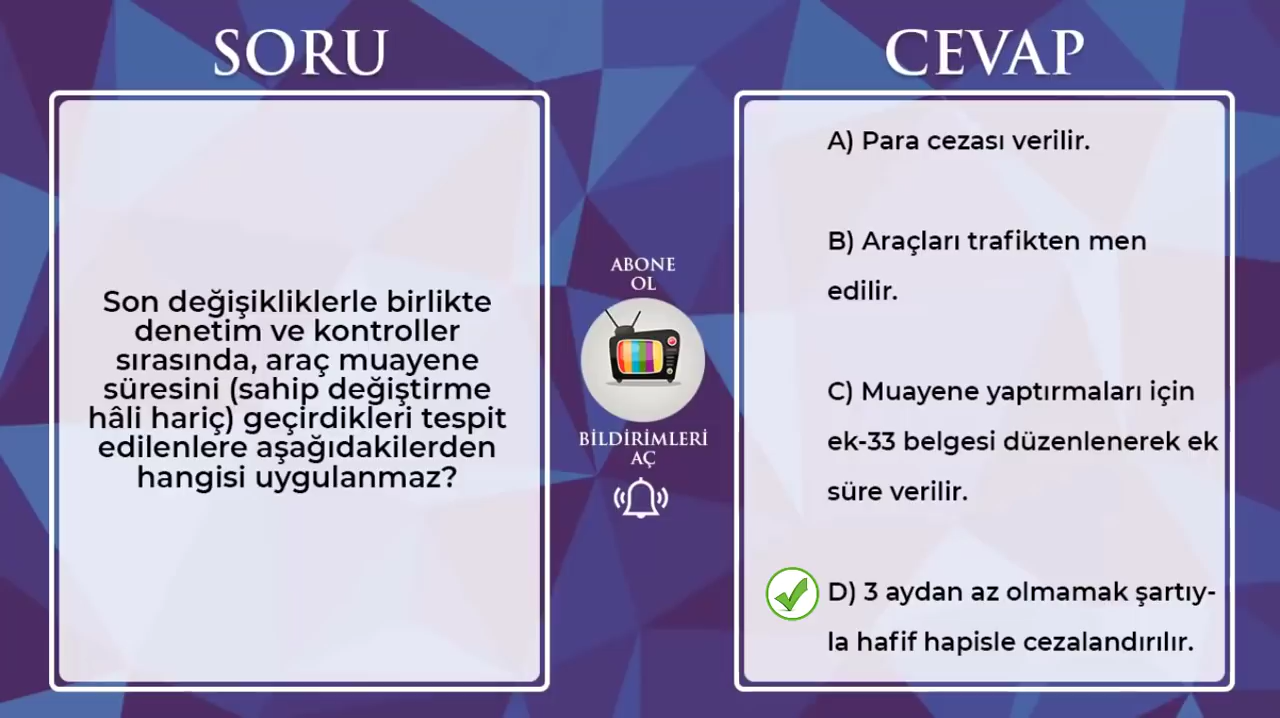 SORU
Son değişikliklerle birlikte
denetim ve kontroller
sırasında, araç muayene
süresini (sahip değiştirme
hâli hariç) geçirdikleri tespit
edilenlere aşağıdakilerden
hangisi uygulanmaz?
ABONE
OL
BİLDİRİMLERİ
AÇ
CEVAP
A) Para cezası verilir.
B) Araçları trafikten men
edilir.
C) Muayene yaptırmaları için
ek-33 belgesi düzenlenerek ek
süre verilir.
D) 3 aydan az olmamak şartıy-
la hafif hapisle cezalandırılır.